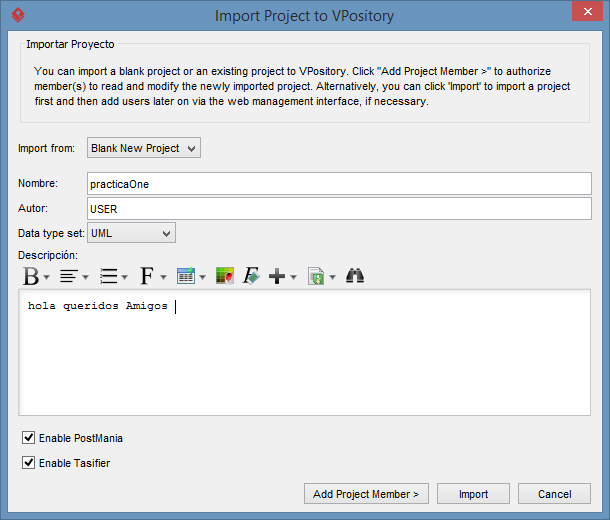 Import Project to VPository
Importar Proyecto
You can import a blank project or an existing project to VPository. Click "Add Project Member >" to authorize
member(s) to read and modify the newly imported project. Alternatively, you can click 'Import' to import a project
first and then add users later on via the web management interface, if necessary.
Import from: Blank New Project
Nombre: practicaOne
Autor: USER
Data type set: UML
Descripción:
B F F
hola queridos Amigos
Enable PostMania
Enable Tasifier
Add Project Member > Import Cancel